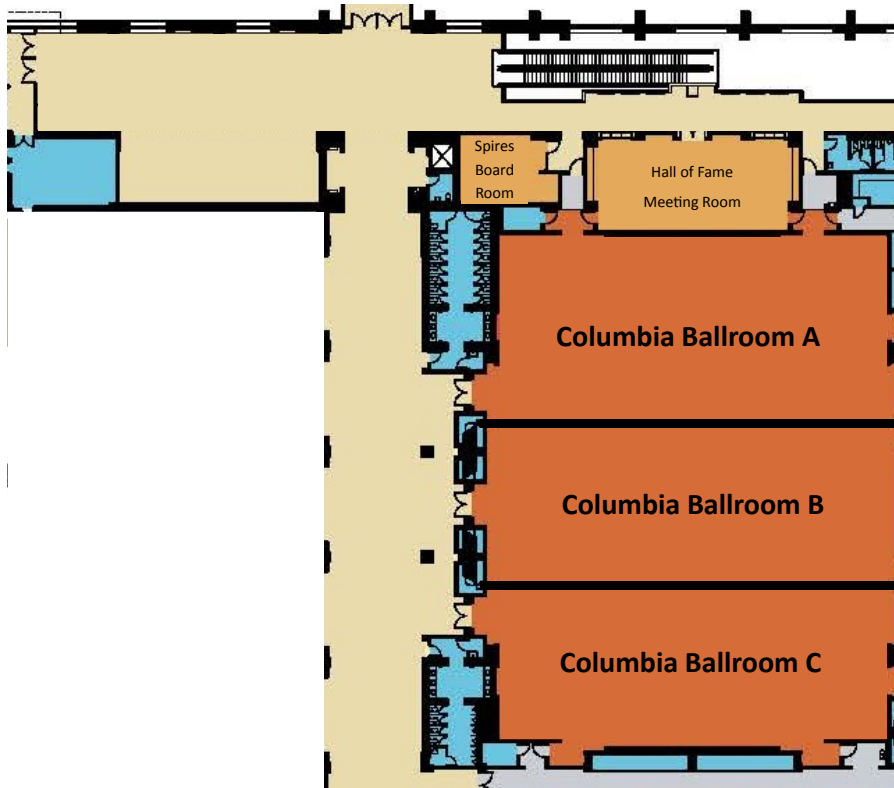 Spires
Board
Room
Hall of Fame
Meeting Room
Columbia Ballroom A
Columbia Ballroom B
Columbia Ballroom C